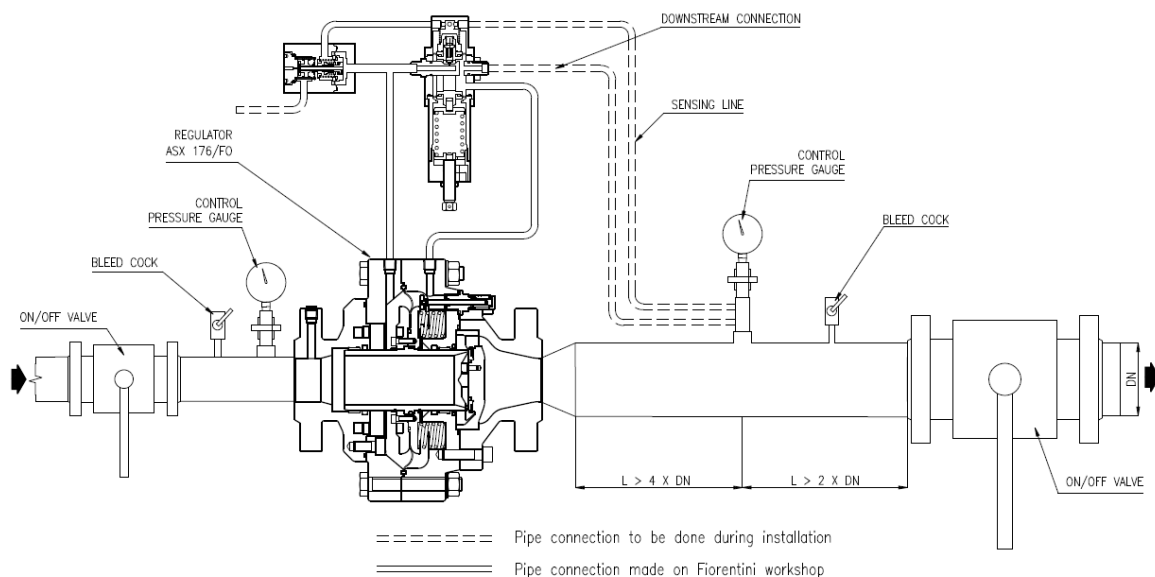 DOWNSTREAM CONNECTION
SENSING LINE
REGULATOR
ASX 176/FO
CONTROL
PRESSURE GAUGE
CONTROL
PRESSURE GAUGE
BLEED COCK
BLEED COCK
ON/OFF VALVE
DN
L > 4 X DN
L > 2 X DN
ON/OFF VALVE
Pipe connection to be done during installation
Pipe connection made on Fiorentini workshop